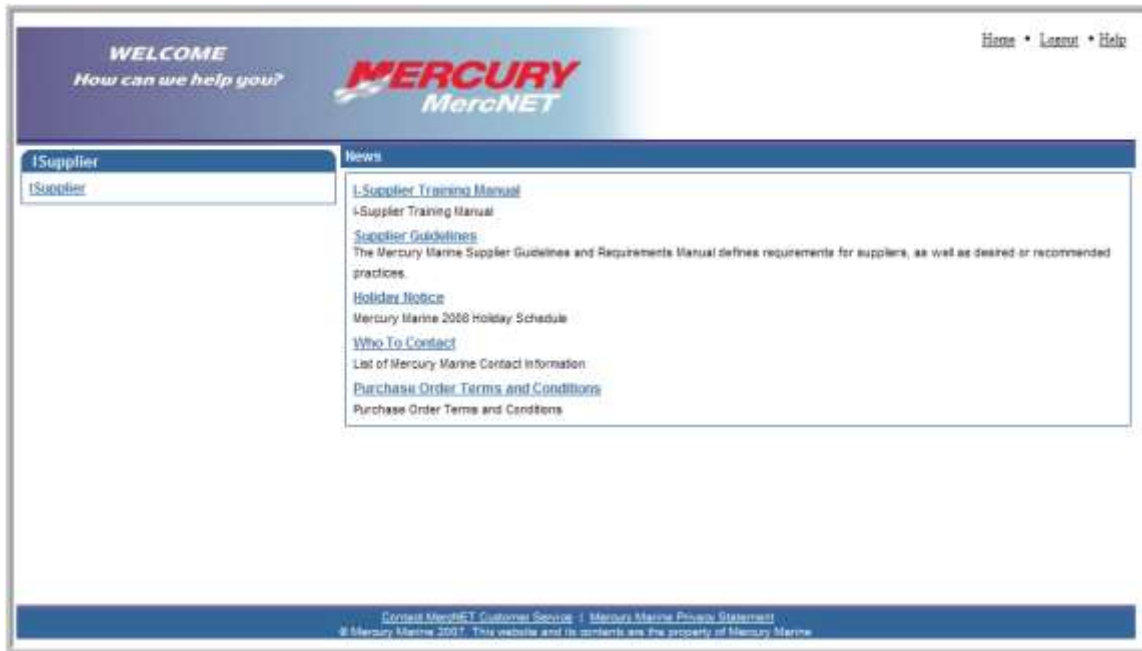 WELCOME
How can we help you?
MERCURY
MercNET
Home • Logout • Help
ISupplier
ISupplier
News
I-Supplier Training Manual
I-Supplier Training Manual
Supplier Guidelines
The Mercury Marine Supplier Guidelines and Requirements Manual defines requirements for suppliers, as well as desired or recommended
practices.
Holiday Notice
Mercury Marine 2008 Holiday Schedule
Who To Contact
List of Mercury Marine Contact Information
Purchase Order Terms and Conditions
Purchase Order Terms and Conditions
Contact MercNET Customer Service | Mercury Marine Privacy Statement
© Mercury Marine 2007. This website and its contents are the property of Mercury Marine